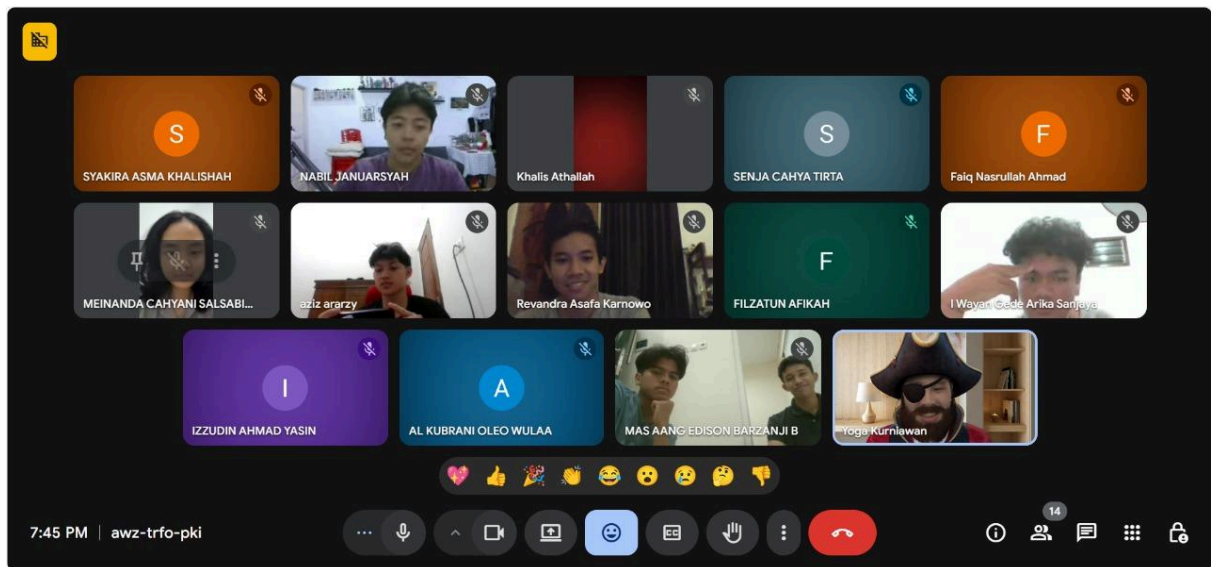 S
SYAKIRA ASMA KHALISHAH
NABIL JANUARSYAH
Khalis Athallah
S
SENJA CAHYA TIRTA
F
Faiq Nasrullah Ahmad
MEINANDA CAHYANI SALSABI...
aziz ararzy
Revandra Asafa Karnowo
F
FILZATUN AFIKAH
I Wayan Gede Arika Sanjaya
I
IZZUDIN AHMAD YASIN
A
AL KUBRANI OLEO WULAA
MAS AANG EDISON BARZANJI B
Yoga Kurniawan
7:45 PM | awz-trfo-pki
CC
14